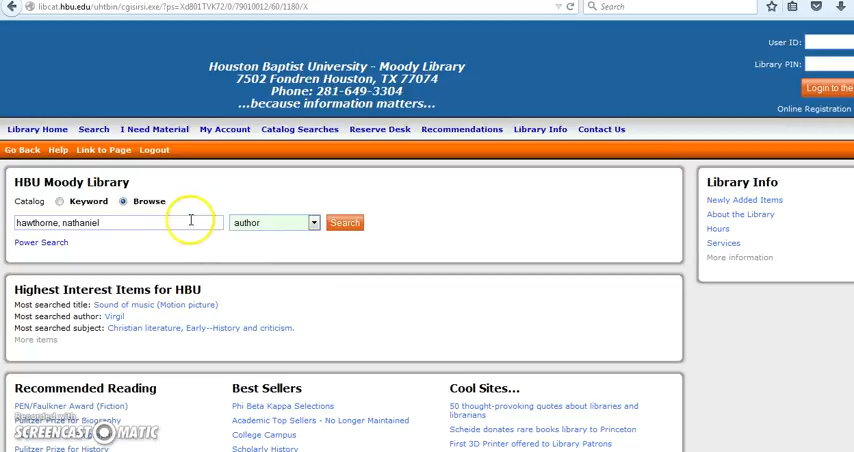 libcat.hbu.edu/uhtbin/cgisirsi.exe/?ps=Xd801TVK72/0/79010012/60/1180/X
Search
User ID:
Houston Baptist University - Moody Library
7502 Fondren Houston, TX 77074
Phone: 281-649-3304
...because information matters...
Library PIN:
Login to the
Online Registration
Library Home Search I Need Material My Account Catalog Searches Reserve Desk Recommendations Library Info Contact Us
Go Back Help Link to Page Logout
HBU Moody Library
Catalog Keyword Browse
hawthorne, nathaniel author Search
Power Search
Library Info
Newly Added Items
About the Library
Hours
Services
More information
Highest Interest Items for HBU
Most searched title: Sound of music (Motion picture)
Most searched author: Virgil
Most searched subject: Christian literature, Early--History and criticism.
More items
Recommended Reading
PEN/Faulkner Award (Fiction)
Pulitzer Prize for Biography
Pulitzer Prize for History
Best Sellers
Phi Beta Kappa Selections
Academic Top Sellers - No Longer Maintained
College Campus
Scholarly History
Cool Sites...
50 thought-provoking quotes about libraries and
librarians
Scheide donates rare books library to Princeton
First 3D Printer offered to Library Patrons
Recorded with
SCREENCAST MATIC